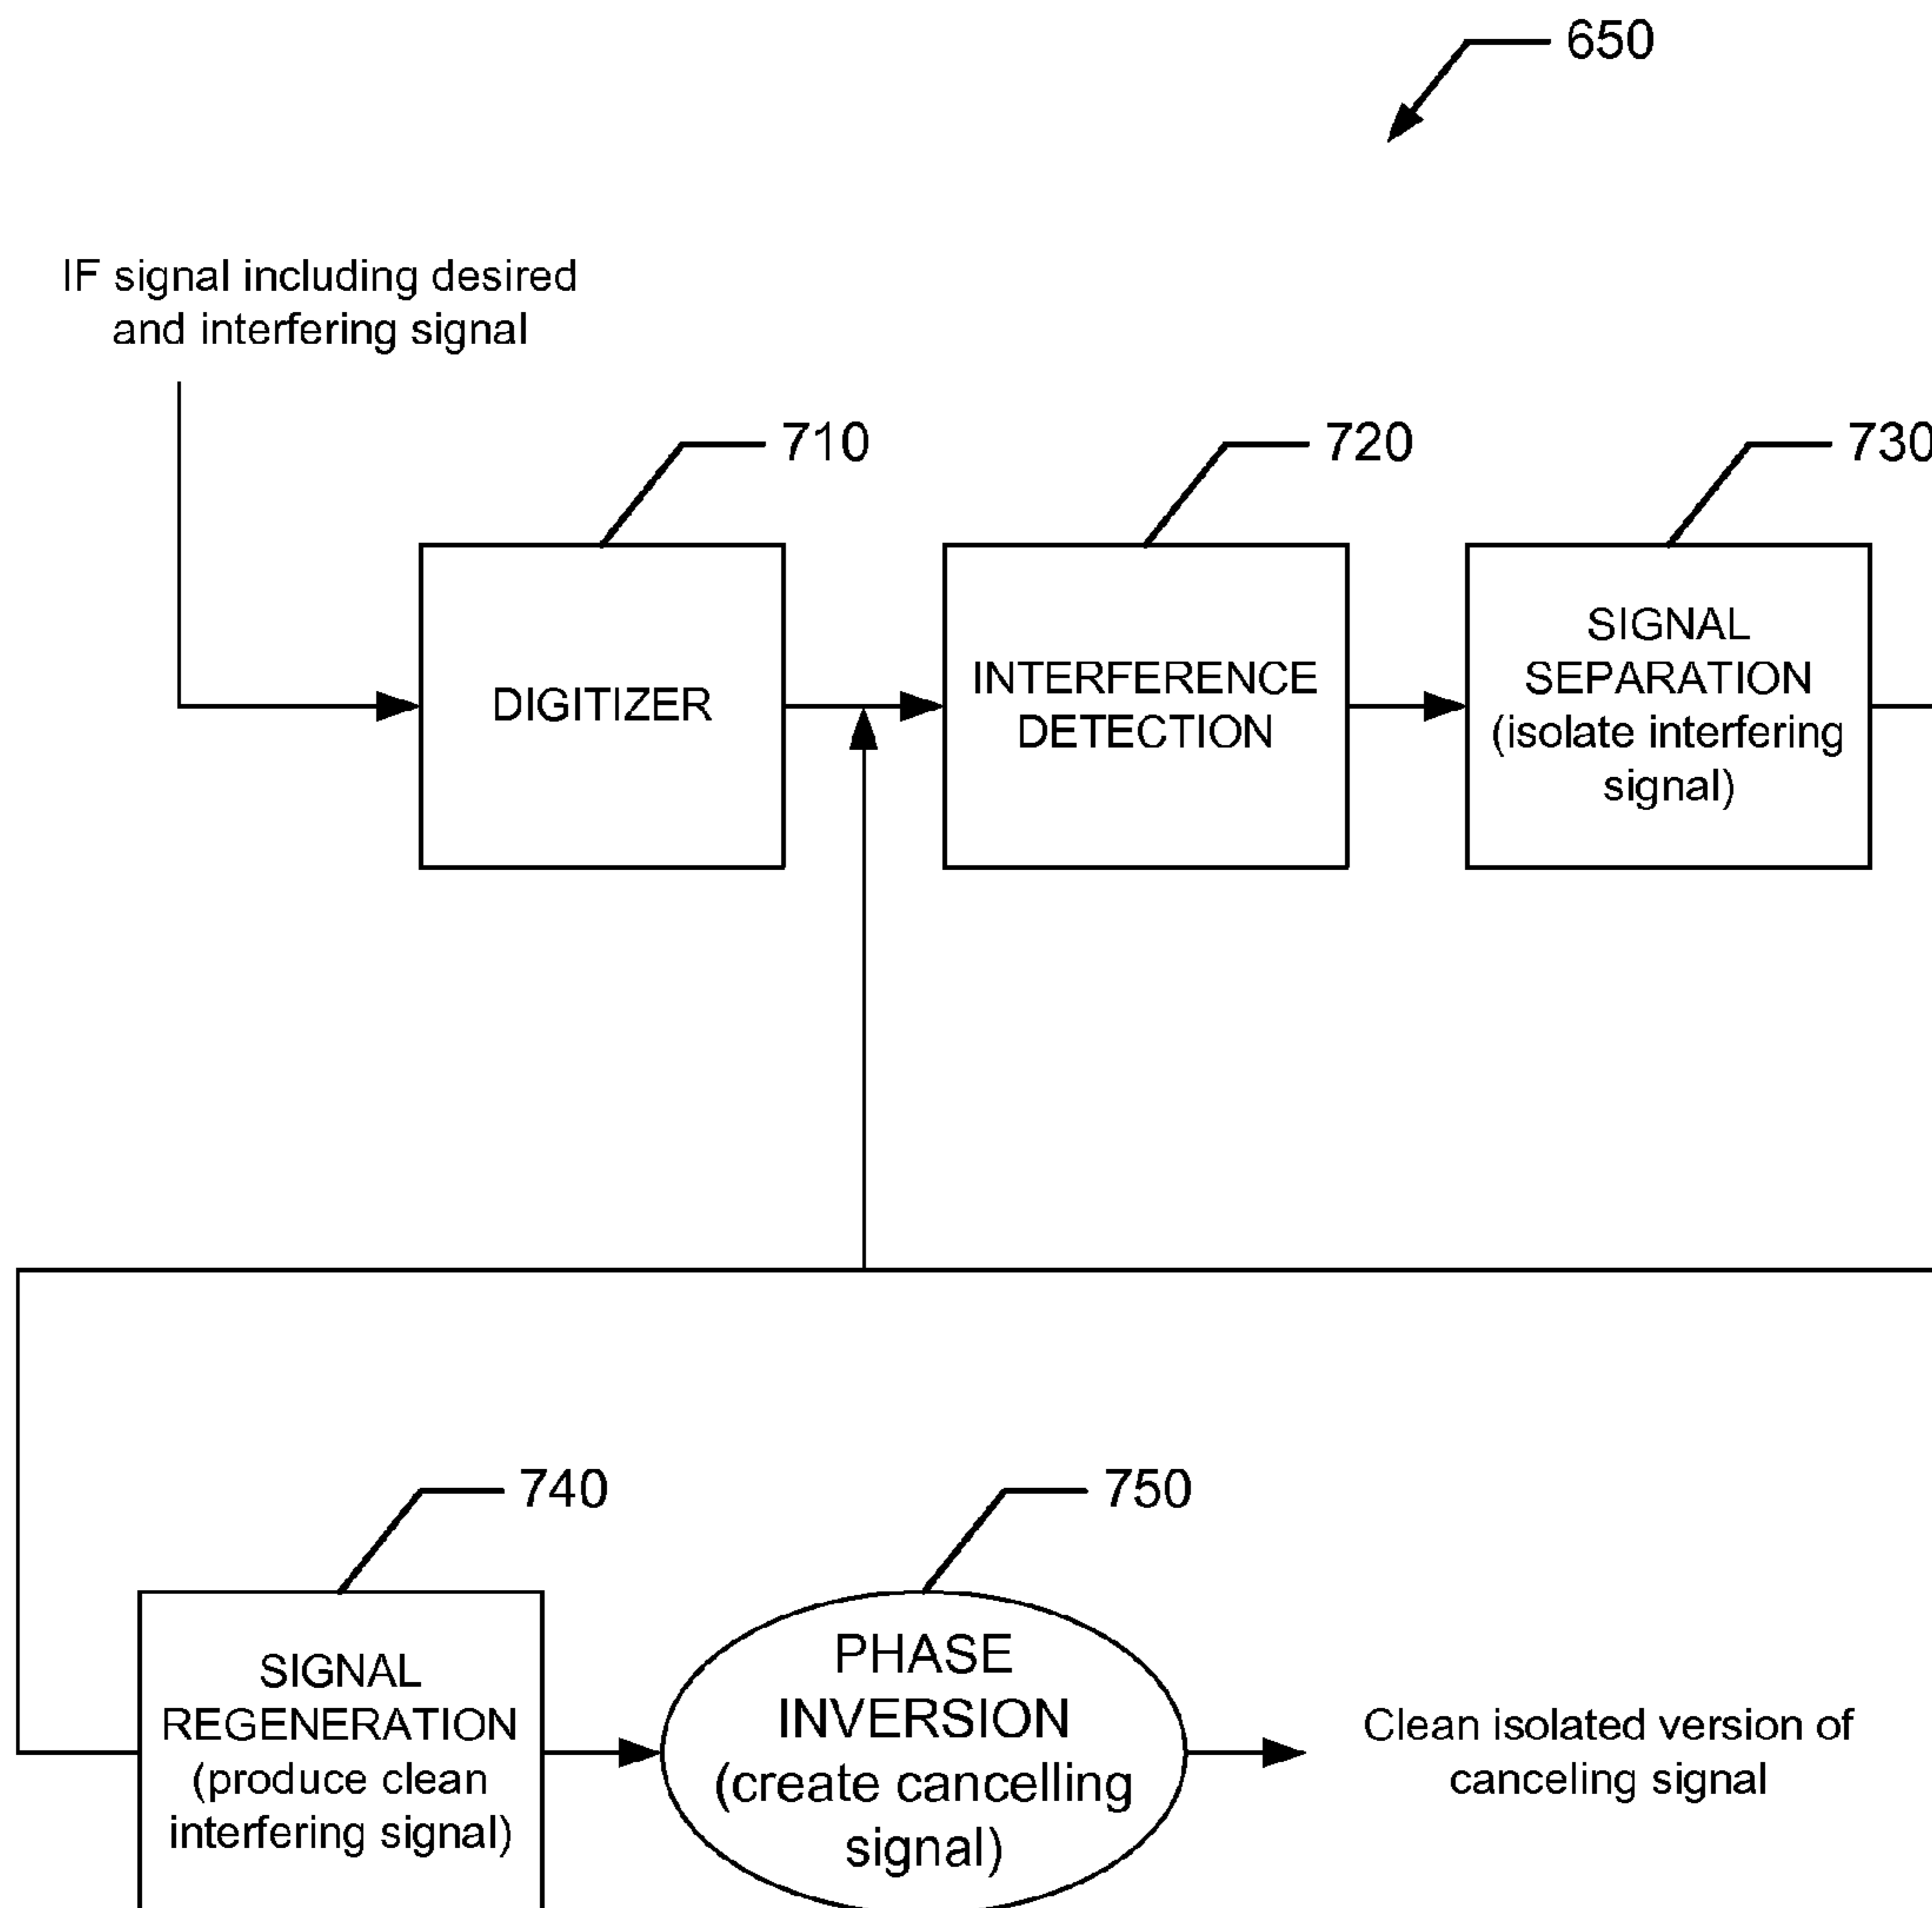 650
IF signal including desired
and interfering signal
710
720
730
DIGITIZER
INTERFERENCE
DETECTION
SIGNAL
SEPARATION
(isolate interfering
signal)
740
750
SIGNAL
REGENERATION
(produce clean
interfering signal)
PHASE
INVERSION
(create cancelling
signal)
Clean isolated version of
canceling signal